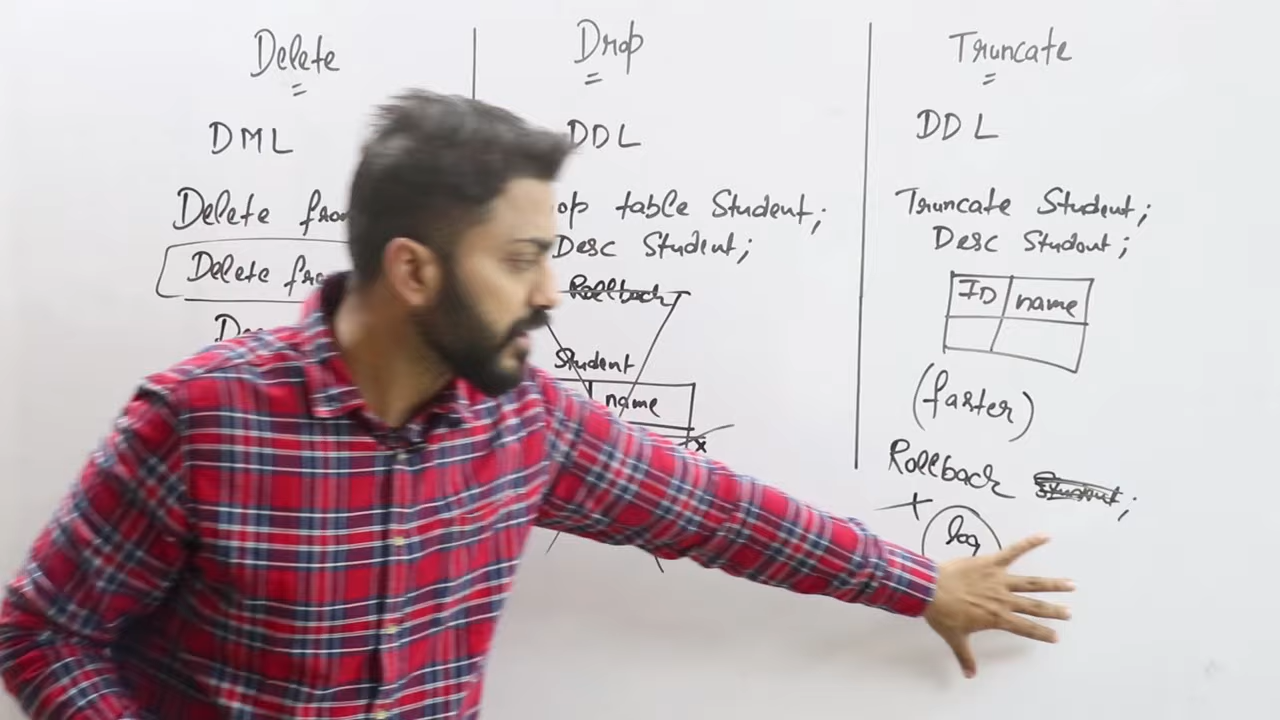 Delete
DML
Delete from
Delete fro
Drop
DDL
op table Student;
Desc Student;
Rollback
Student
name
x
Truncate
DDL
Truncate Student;
Desc Student;
ID name
(faster)
Rollback Student;
log